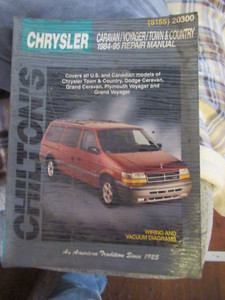 [8155] 20300
CHRYSLER
CARAVAN/VOYAGER/TOWN & COUNTRY
1984-95 REPAIR MANUAL
Covers all U.S. and Canadian models of
Chrysler Town & Country, Dodge Caravan,
Grand Caravan, Plymouth Voyager and
Grand Voyager
CHILTON'S
WIRING AND
VACUUM DIAGRAMS
An American Tradition Since 1925